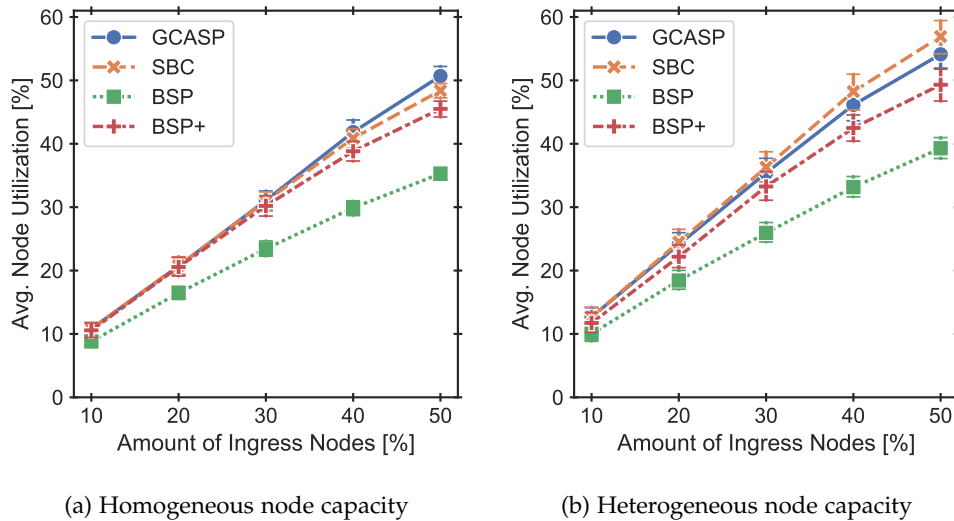 60
50
40
30
20
10
0
Avg. Node Utilization [%]
GCASP
SBC
BSP
BSP+
10 20 30 40 50
Amount of Ingress Nodes [%]
(a) Homogeneous node capacity
60
50
40
30
20
10
0
Avg. Node Utilization [%]
GCASP
SBC
BSP
BSP+
10 20 30 40 50
Amount of Ingress Nodes [%]
(b) Heterogeneous node capacity